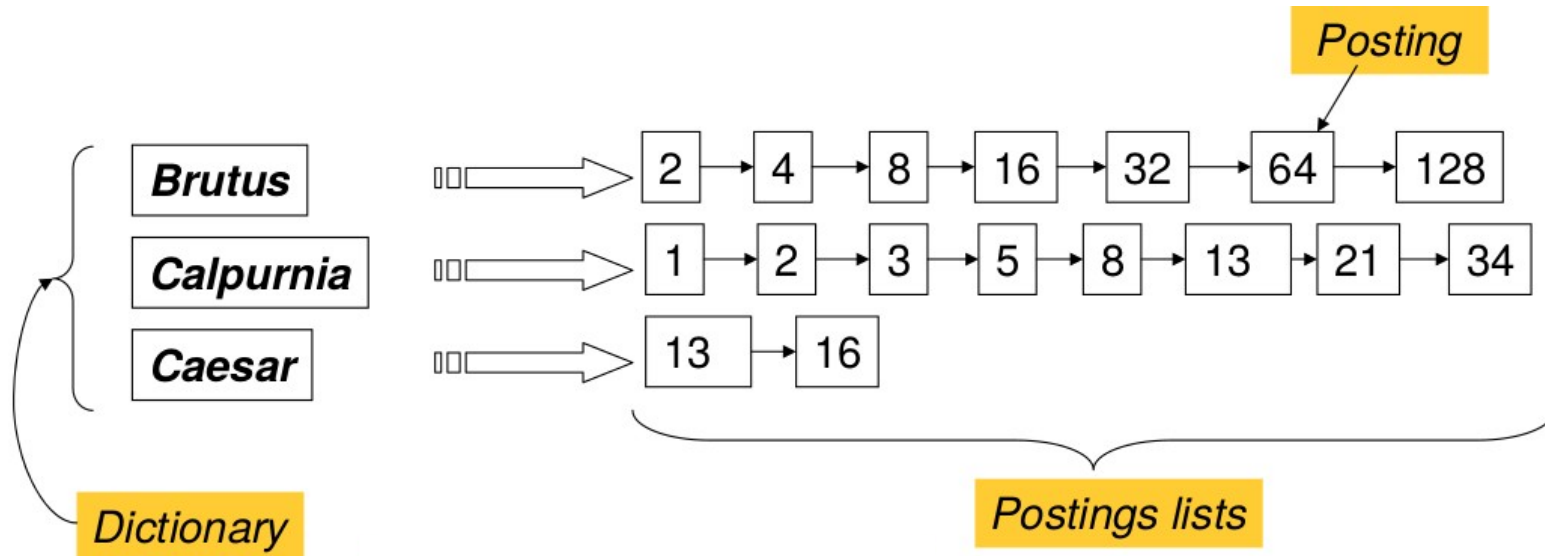 Posting
Brutus 2 4 8 16 32 64 128
Calpurnia 1 2 3 5 8 13 21 34
Caesar 13 16
Dictionary
Postings lists